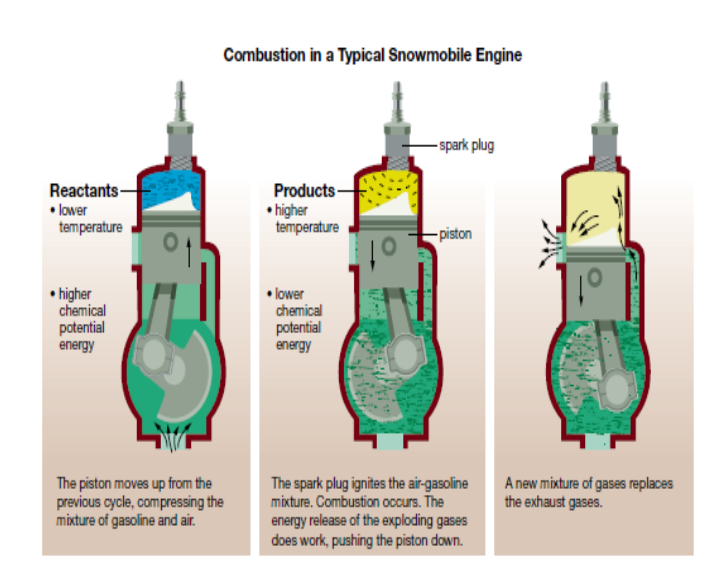 Combustion in a Typical Snowmobile Engine
Reactants
• lower
temperature
• higher
chemical
potential
energy
The piston moves up from the
previous cycle, compressing the
mixture of gasoline and air.
spark plug
Products
• higher
temperature
piston
• lower
chemical
potential
energy
The spark plug ignites the air-gasoline
mixture. Combustion occurs. The
energy release of the exploding gases
does work, pushing the piston down.
A new mixture of gases replaces
the exhaust gases.